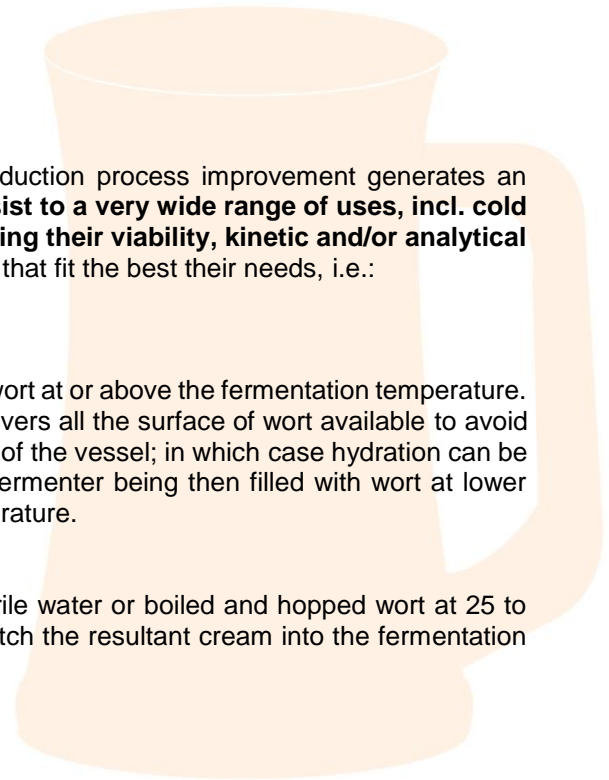 duction process improvement generates an
sist to a very wide range of uses, incl. cold
ing their viability, kinetic and/or analytical
that fit the best their needs, i.e.:
wort at or above the fermentation temperature.
vers all the surface of wort available to avoid
of the vessel; in which case hydration can be
ermenter being then filled with wort at lower
rature.
rile water or boiled and hopped wort at 25 to
tch the resultant cream into the fermentation